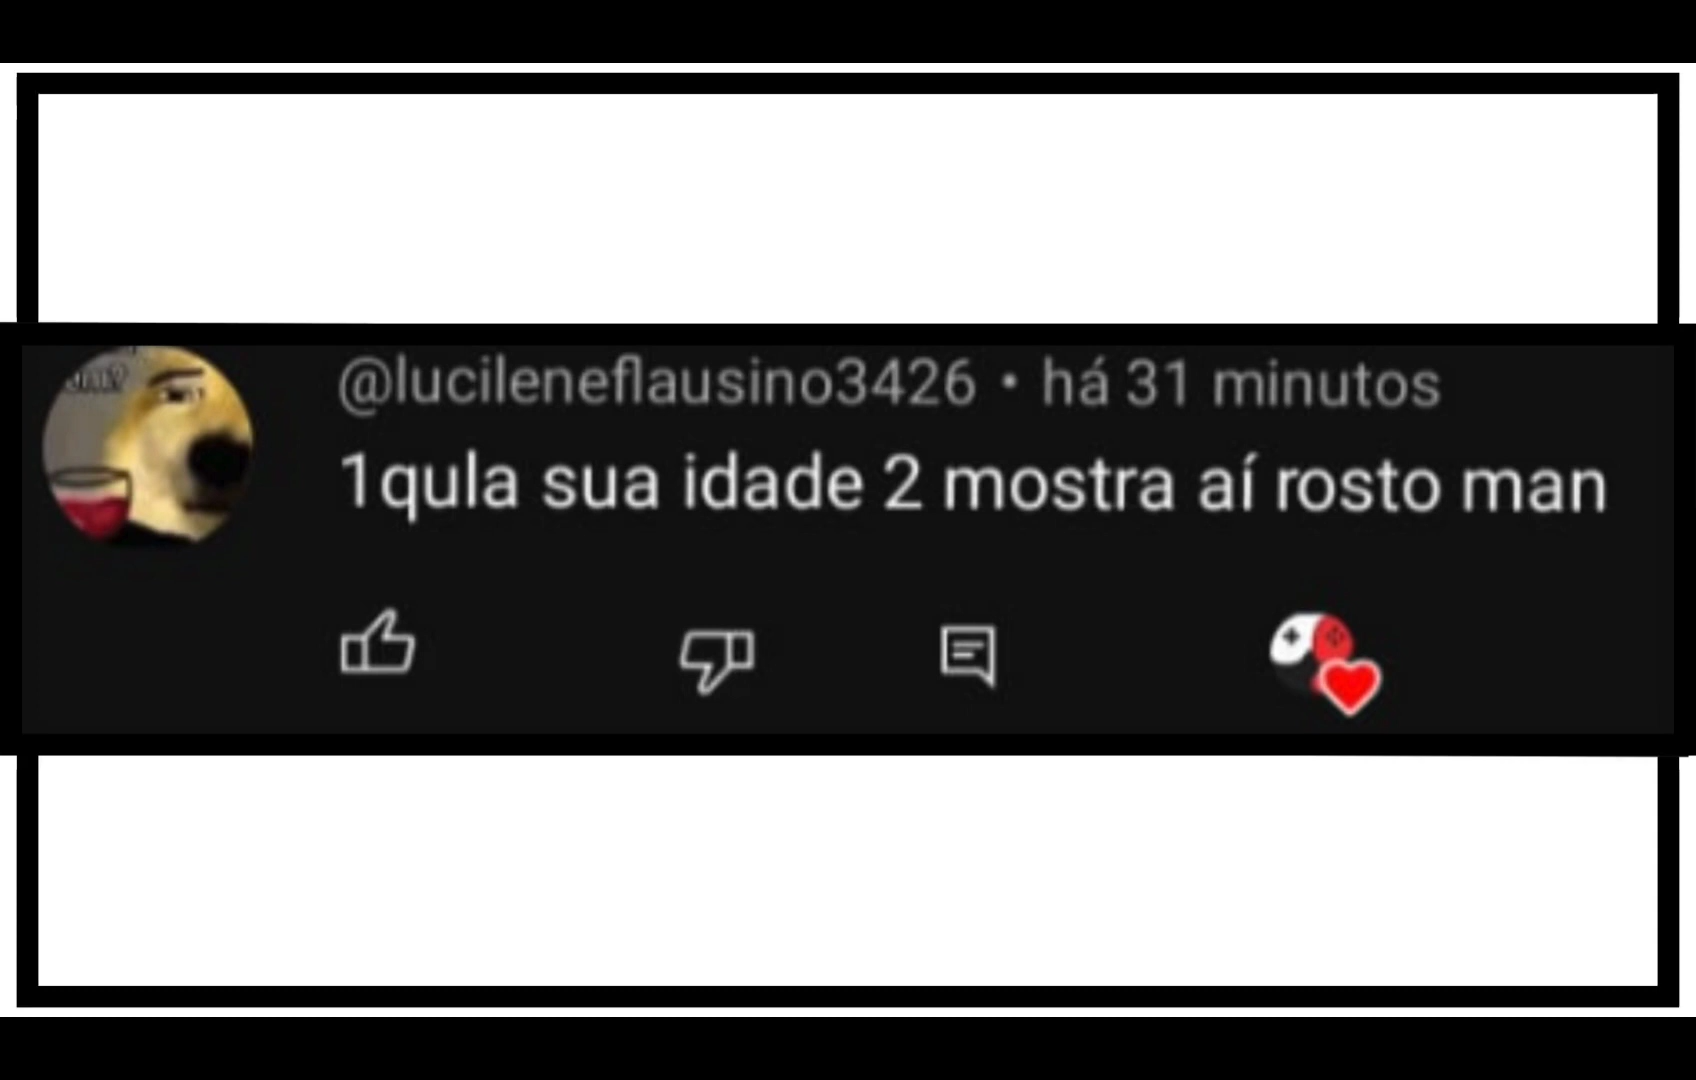 @lucileneflausino3426 • há 31 minutos
1qula sua idade 2 mostra aí rosto man